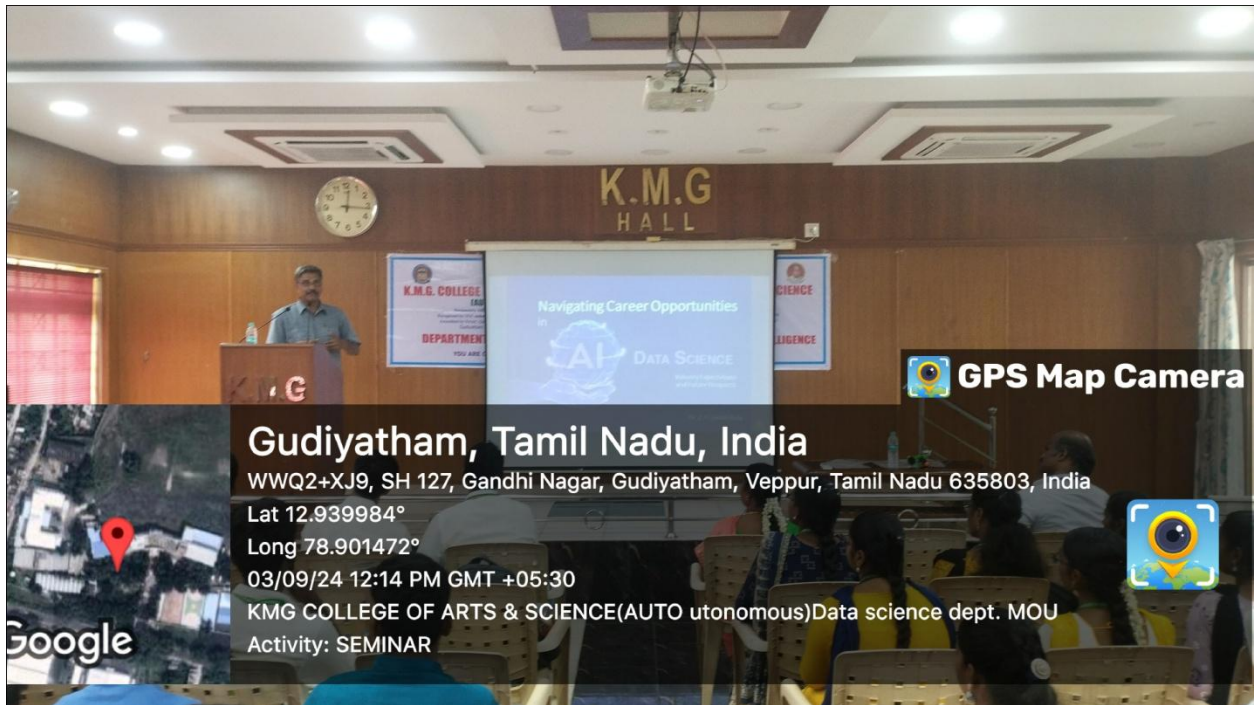 K.M.G
HALL
K.M.G. COLLEGE
CIENCE
DEPARTMENT
LLIGENCE
YOU ARE
Navigating Career Opportunities
in
AI
DATA SCIENCE
K.M.G
GPS Map Camera
Gudiyatham, Tamil Nadu, India
WWQ2+XJ9, SH 127, Gandhi Nagar, Gudiyatham, Veppur, Tamil Nadu 635803, India
Lat 12.939984°
Long 78.901472°
03/09/24 12:14 PM GMT +05:30
KMG COLLEGE OF ARTS & SCIENCE(AUTO utonomous)Data science dept. MOU
Activity: SEMINAR
Google